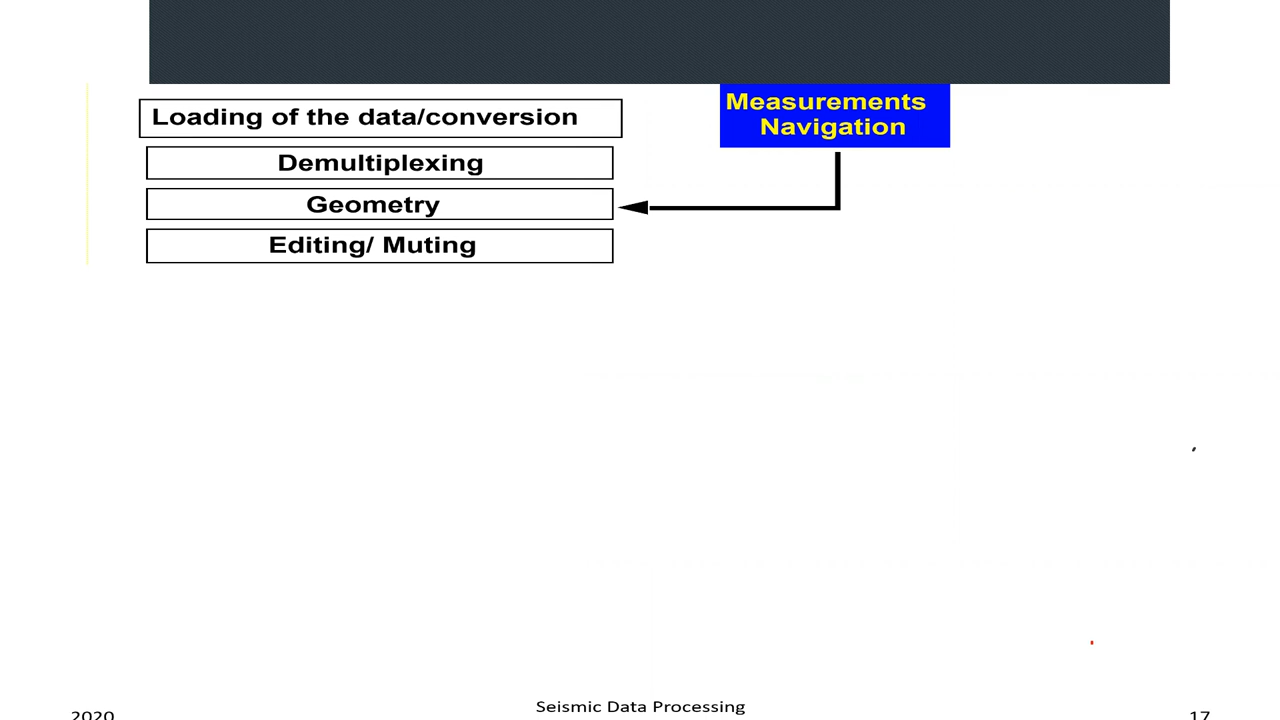 Loading of the data/conversion
Measurements
Navigation
Demultiplexing
Geometry
Editing/ Muting
2020
Seismic Data Processing
17